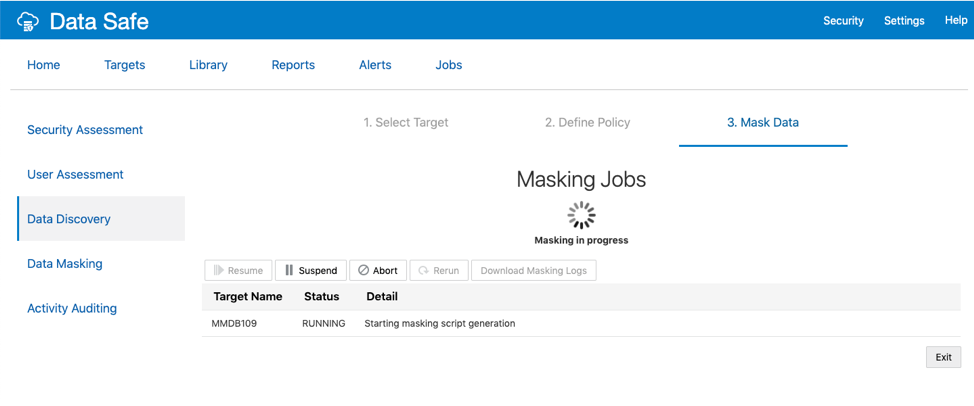 Data Safe
Security Settings Help
Home Targets Library Reports Alerts Jobs
1. Select Target 2. Define Policy 3. Mask Data
Security Assessment
User Assessment
Data Discovery
Data Masking
Activity Auditing
Masking Jobs
Masking in progress
Resume Suspend Abort Rerun Download Masking Logs
Target Name Status Detail
MMDB109 RUNNING Starting masking script generation
Exit